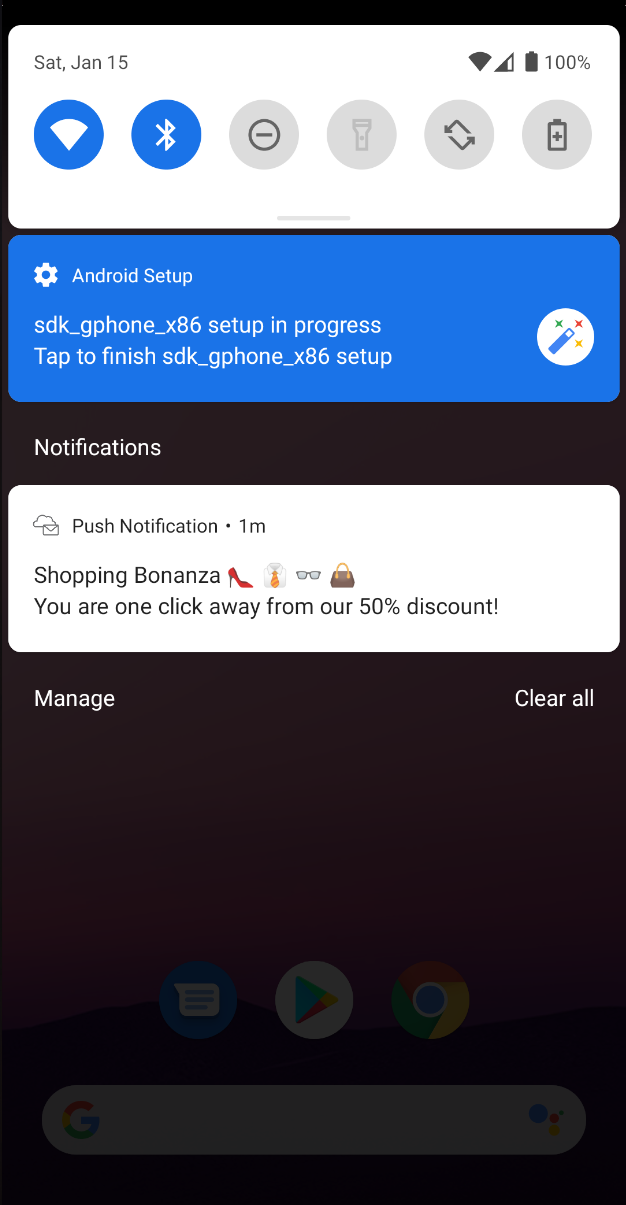 Sat, Jan 15
100%
Android Setup
sdk_gphone_x86 setup in progress
Tap to finish sdk_gphone_x86 setup
Notifications
Push Notification • 1m
Shopping Bonanza 👠 👔 👓 👜
You are one click away from our 50% discount!
Manage
Clear all